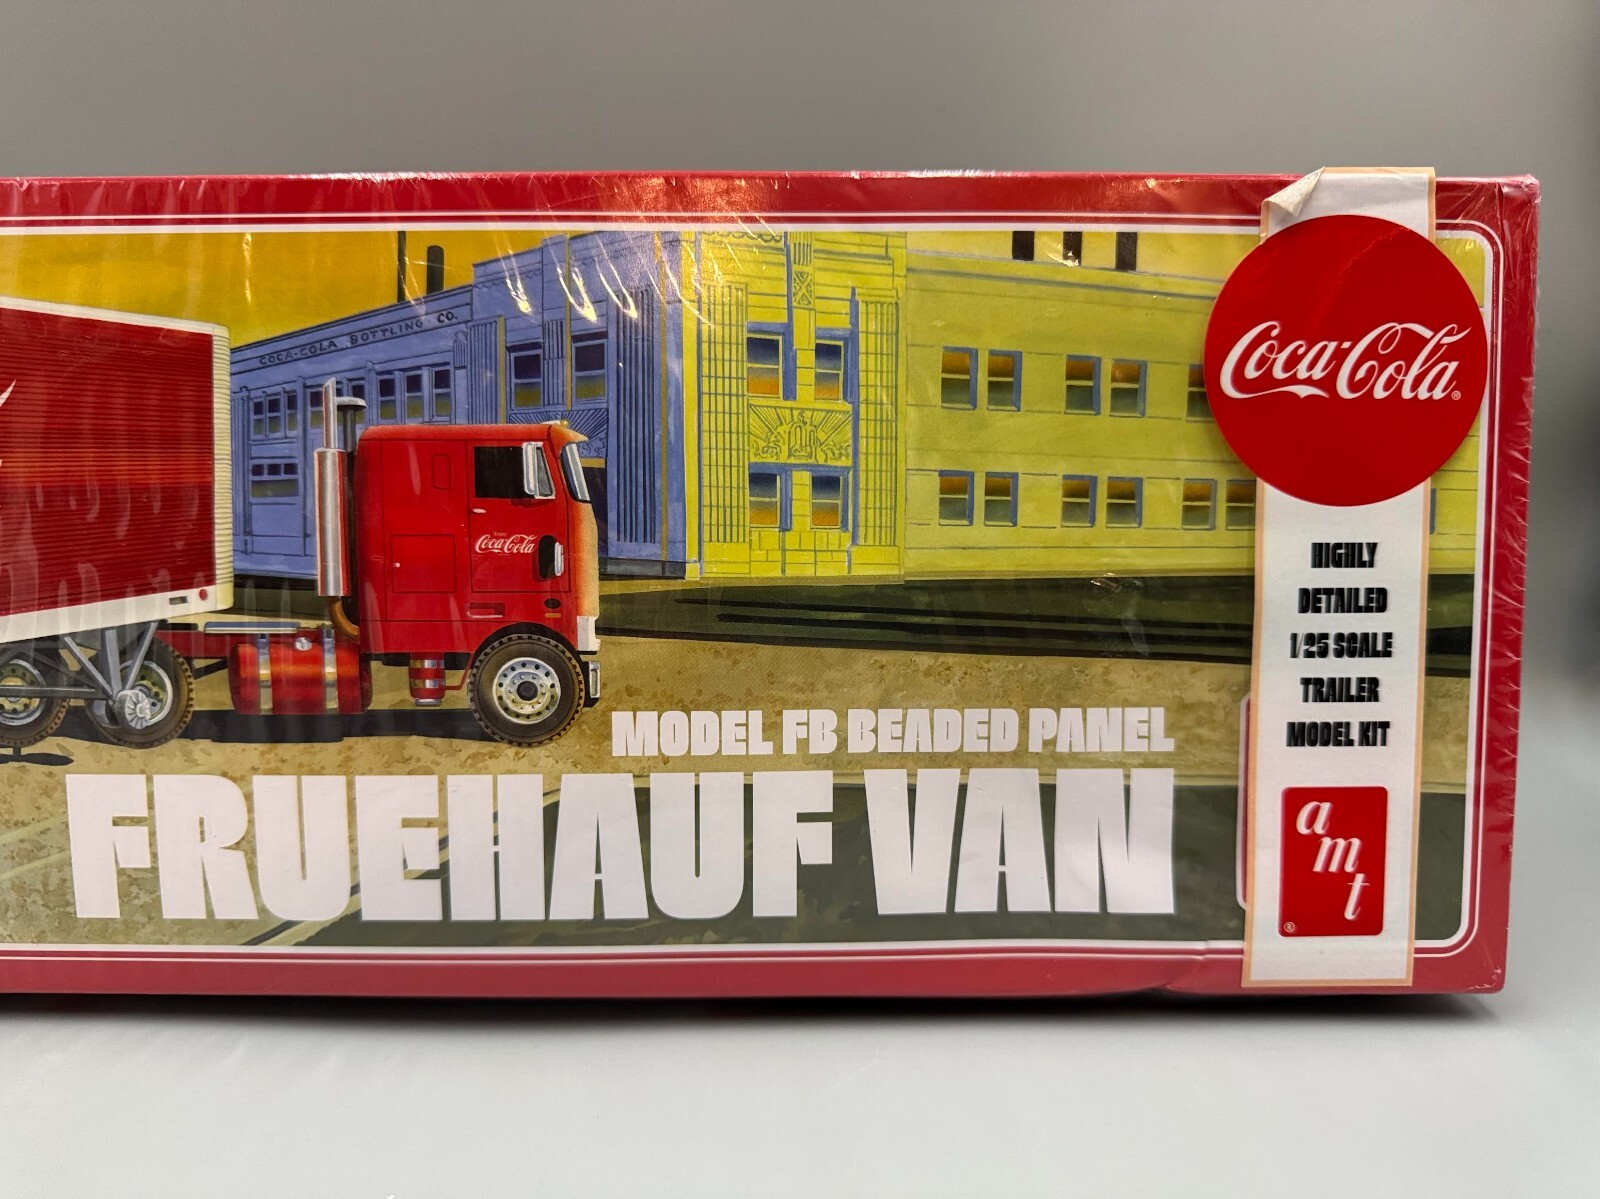 COCA-COLA BOTTLING CO.
Coca-Cola®
Enjoy
Coca-Cola
HIGHLY
DETAILED
1/25 SCALE
TRAILER
MODEL KIT
MODEL FB BEADED PANEL
FRUEHAUF VAN
amt
®